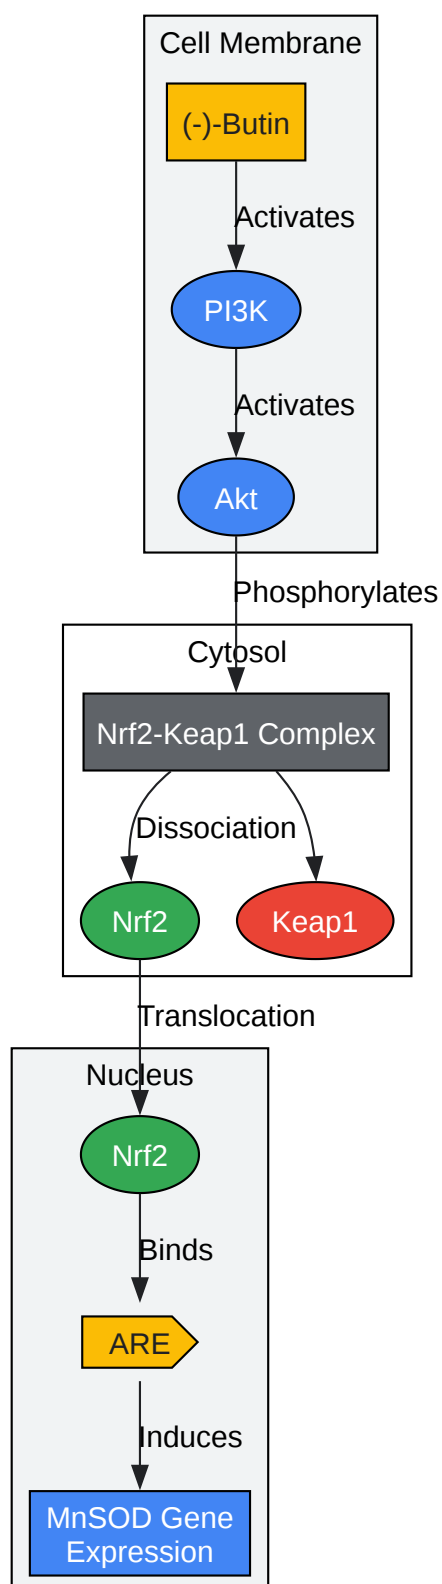 Cell Membrane
(-)-Butin
Activates
PI3K
Activates
Akt
Phosphorylates
Cytosol
Nrf2-Keap1 Complex
Dissociation
Nrf2
Keap1
Translocation
Nucleus
Nrf2
Binds
ARE
Induces
MnSOD Gene
Expression